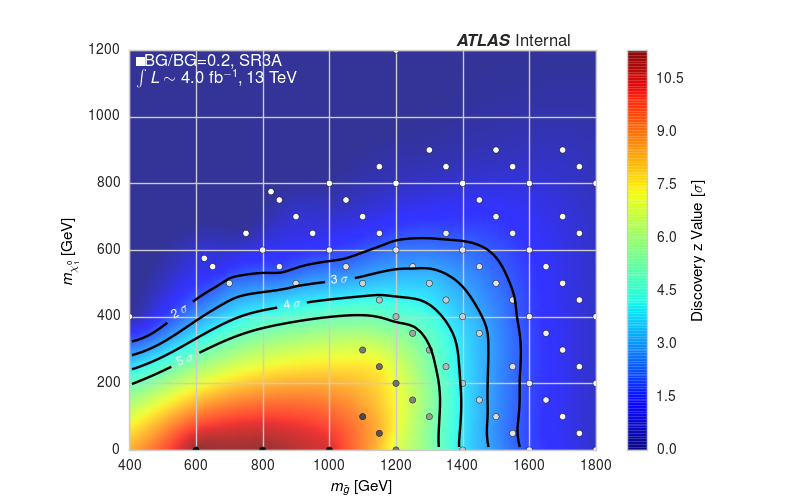 ATLAS Internal
BG/BG=0.2, SR3A
∫ L ∼ 4.0 fb⁻¹, 13 TeV
1200
1000
800
600
400
200
0
m_χ̃₁⁰ [GeV]
2 σ
3 σ
4 σ
5 σ
400 600 800 1000 1200 1400 1600 1800
m_g̃ [GeV]
10.5
9.0
7.5
6.0
4.5
3.0
1.5
0.0
Discovery z Value [σ]